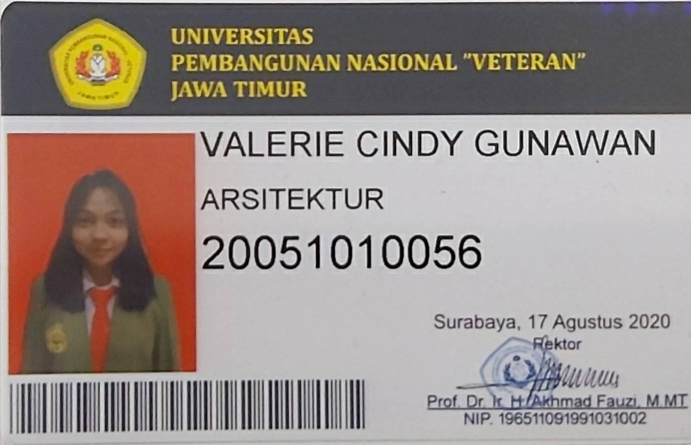 UNIVERSITAS
PEMBANGUNAN NASIONAL "VETERAN"
JAWA TIMUR
VALERIE CINDY GUNAWAN
ARSITEKTUR
20051010056
Surabaya, 17 Agustus 2020
Rektor
Prof. Dr. Ir. H. Akhmad Fauzi, M.MT
NIP. 196511091991031002